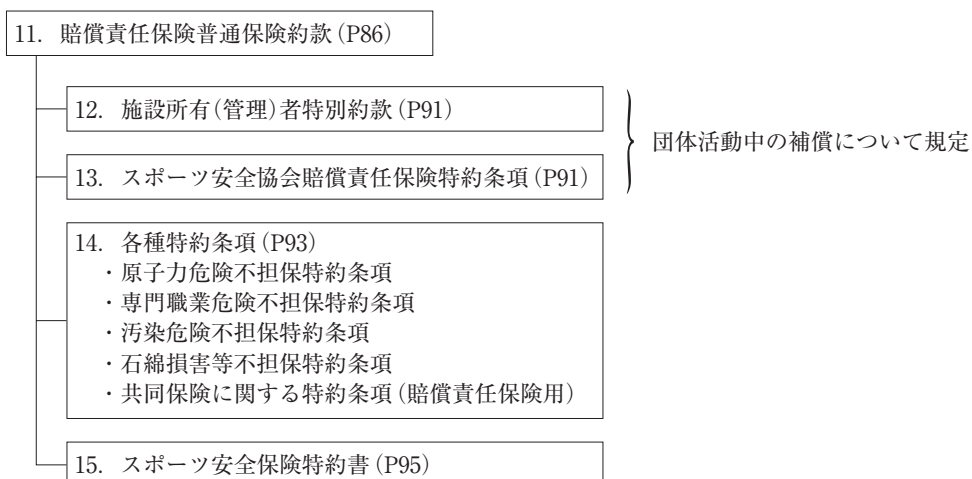 11. 賠償責任保険普通保険約款(P86)
12. 施設所有(管理)者特別約款(P91)
13. スポーツ安全協会賠償責任保険特約条項(P91)
団体活動中の補償について規定
14. 各種特約条項(P93)
・原子力危険不担保特約条項
・専門職業危険不担保特約条項
・汚染危険不担保特約条項
・石綿損害等不担保特約条項
・共同保険に関する特約条項(賠償責任保険用)
15. スポーツ安全保険特約書(P95)